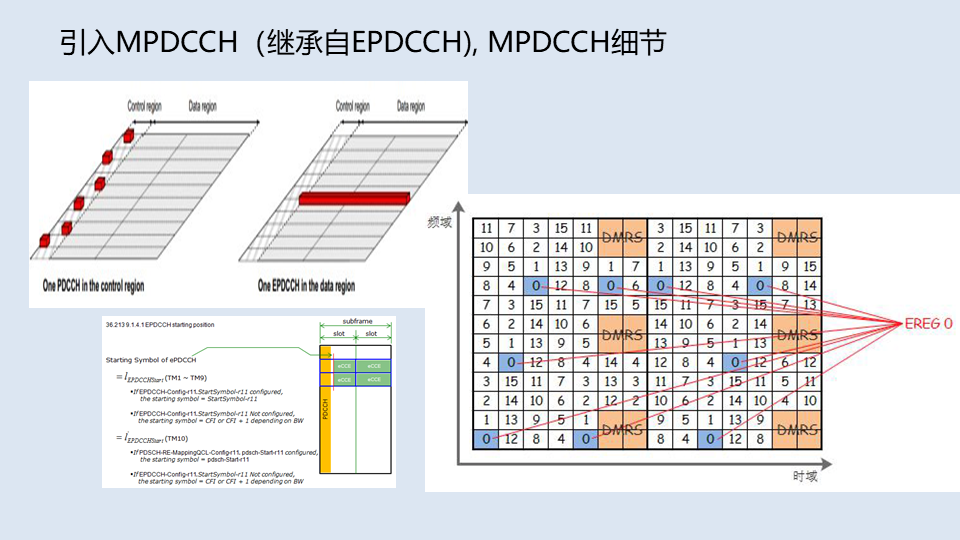 引入MPDCCH（继承自EPDCCH), MPDCCH细节
Control region Data region
One PDCCH in the control region
Control region Data region
One EPDCCH in the data region
36.213 9.1.4.1 EPDCCH starting position
subframe
slot slot
Starting Symbol of ePDCCH
= l EPDCCHStart (TM1 ~ TM9)
•If EPDCCH-Config-r11.StartSymbol-r11 configured,
the starting symbol = StartSymbol-r11
•If EPDCCH-Config-r11.StartSymbol-r11 Not configured,
the starting symbol = CFI or CFI + 1 depending on BW
= l EPDCCHStart (TM10)
•If PDSCH-RE-MappingQCL-Config-r11. pdsch-Start-r11 configured,
the starting symbol = pdsch-Start-r11
•If EPDCCH-Config-r11.StartSymbol-r11 Not configured,
the starting symbol = CFI or CFI + 1 depending on BW
eCCE eCCE
eCCE eCCE
PDCCH
频域
11 7 3 15 11 DMRS 3 15 11 7 3 DMRS
10 6 2 14 10 2 14 10 6 2
9 5 1 13 9 1 7 1 13 9 5 1 9 15
8 4 0 12 8 0 6 0 12 8 4 0 8 14
7 3 15 11 7 15 5 15 11 7 3 15 7 13
6 2 14 10 6 DMRS 14 10 6 2 14 DMRS
5 1 13 9 5 13 9 5 1 13
4 0 12 8 4 14 4 12 8 4 0 12 6 12
3 15 11 7 3 13 3 11 7 3 15 11 5 11
2 14 10 6 2 12 2 10 6 2 14 10 4 10
1 13 9 5 1 DMRS 9 5 1 13 9 DMRS
0 12 8 4 0 8 4 0 12 8
EREG 0
时域